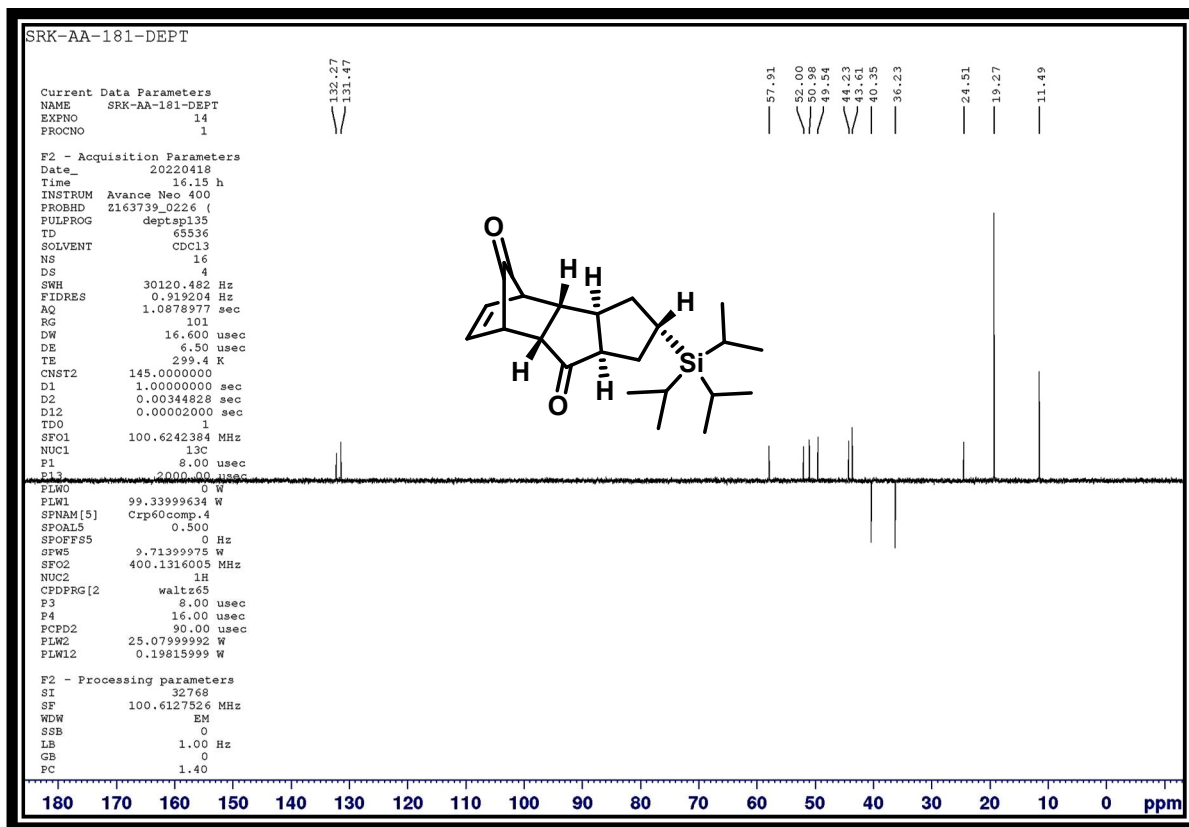 SRK-AA-181-DEPT
132.27
131.47
57.91
52.00
50.98
49.54
44.23
43.61
40.35
36.23
24.51
19.27
11.49
Current Data Parameters
NAME SRK-AA-181-DEPT
EXPNO 14
PROCNO 1
F2 - Acquisition Parameters
Date_ 20220418
Time 16.15 h
INSTRUM Avance Neo 400
PROBHD Z163739_0226 (
PULPROG deptsp135
TD 65536
SOLVENT CDCl3
NS 16
DS 4
SWH 30120.482 Hz
FIDRES 0.919204 Hz
AQ 1.0878977 sec
RG 101
DW 16.600 usec
DE 6.50 usec
TE 299.4 K
CNST2 145.0000000
D1 1.00000000 sec
D2 0.00344828 sec
D12 0.00002000 sec
TD0 1
SFO1 100.6242384 MHz
NUC1 13C
P1 8.00 usec
P13 2000.00 usec
PLW0 0 W
PLW1 99.33999634 W
SPNAM[5] Crp60comp.4
SPOAL5 0.500
SPOFFS5 0 Hz
SPW5 9.71399975 W
SFO2 400.1316005 MHz
NUC2 1H
CPDPRG[2 waltz65
P3 8.00 usec
P4 16.00 usec
PCPD2 90.00 usec
PLW2 25.07999992 W
PLW12 0.19815999 W
F2 - Processing parameters
SI 32768
SF 100.6127526 MHz
WDW EM
SSB 0
LB 1.00 Hz
GB 0
PC 1.40
O
H H
H
Si
H
H
O
180 170 160 150 140 130 120 110 100 90 80 70 60 50 40 30 20 10 0 ppm